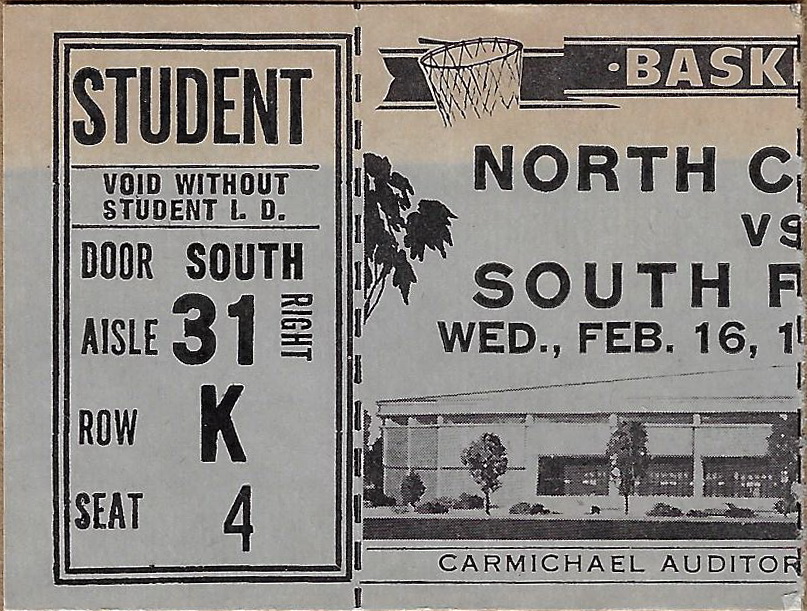 STUDENT
VOID WITHOUT
STUDENT I. D.
DOOR SOUTH
AISLE 31 RIGHT
ROW K
SEAT 4
·BASK
NORTH C
VS
SOUTH F
WED., FEB. 16, 1
CARMICHAEL AUDITOR